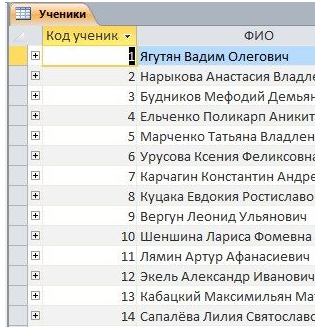 Ученики
Код ученик ФИО
1 Ягутян Вадим Олегович
2 Нарыкова Анастасия Владле
3 Будников Мефодий Демьян
4 Ельченко Поликарп Аникит
5 Марченко Татьяна Владлен
6 Урусова Ксения Феликсовн
7 Карчагин Константин Андре
8 Куцака Евдокия Ростиславо
9 Вергун Леонид Ульянович
10 Шеншина Лариса Фомевна
11 Лямин Артур Афанасиевич
12 Экель Александр Иванович
13 Кабацкий Максимильян Ма
14 Сапалёва Лилия Святослав